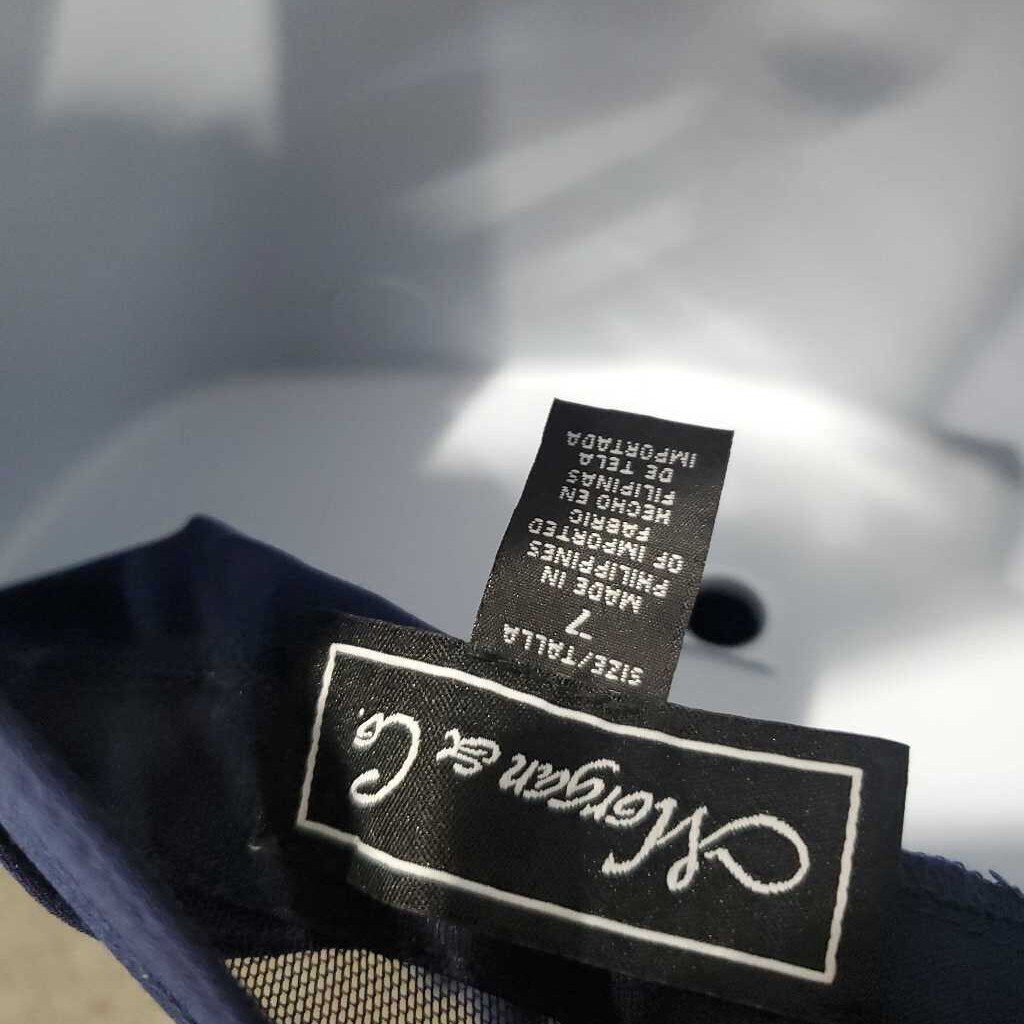 Morgan & Co.
SIZE/TALLA
7
MADE IN
PHILIPPINES
OF IMPORTED
FABRIC
HECHO EN
FILIPINAS
DE TELA
IMPORTADA